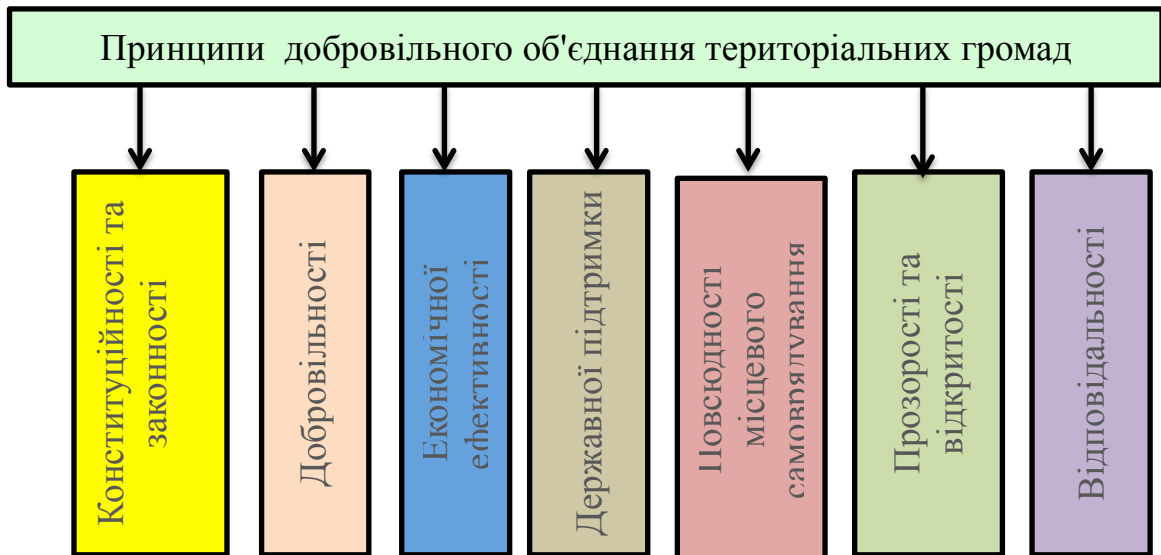 Принципи добровільного об'єднання територіальних громад
Конституційності та
законності
Добровільності
Економічної
ефективності
Державної підтримки
Повсюдності
місцевого
самоврядування
Прозорості та
відкритості
Відповідальності